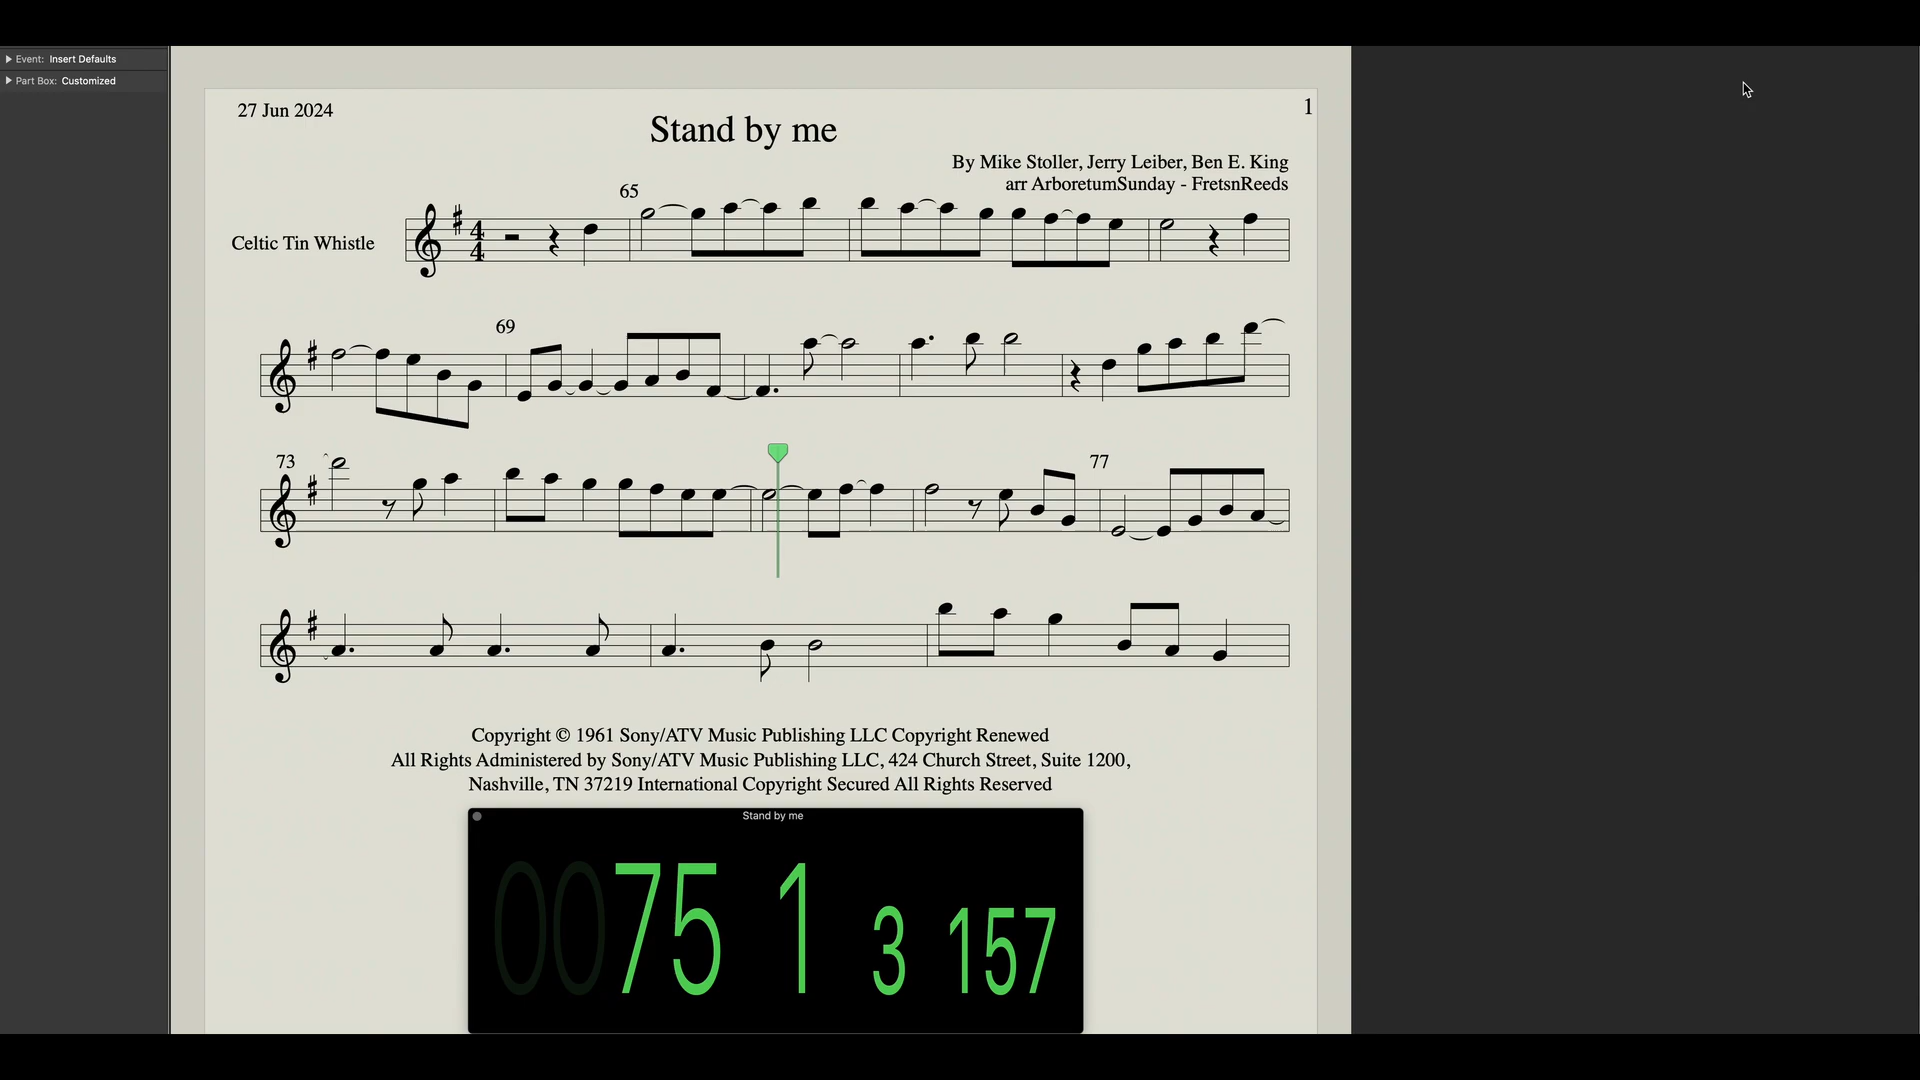 Event: Insert Defaults
Part Box: Customized
27 Jun 2024
1
Stand by me
By Mike Stoller, Jerry Leiber, Ben E. King
arr ArboretumSunday - FretsnReeds
65
Celtic Tin Whistle
4
4
69
73
77
Copyright © 1961 Sony/ATV Music Publishing LLC Copyright Renewed
All Rights Administered by Sony/ATV Music Publishing LLC, 424 Church Street, Suite 1200,
Nashville, TN 37219 International Copyright Secured All Rights Reserved
Stand by me
0075 1 3 157